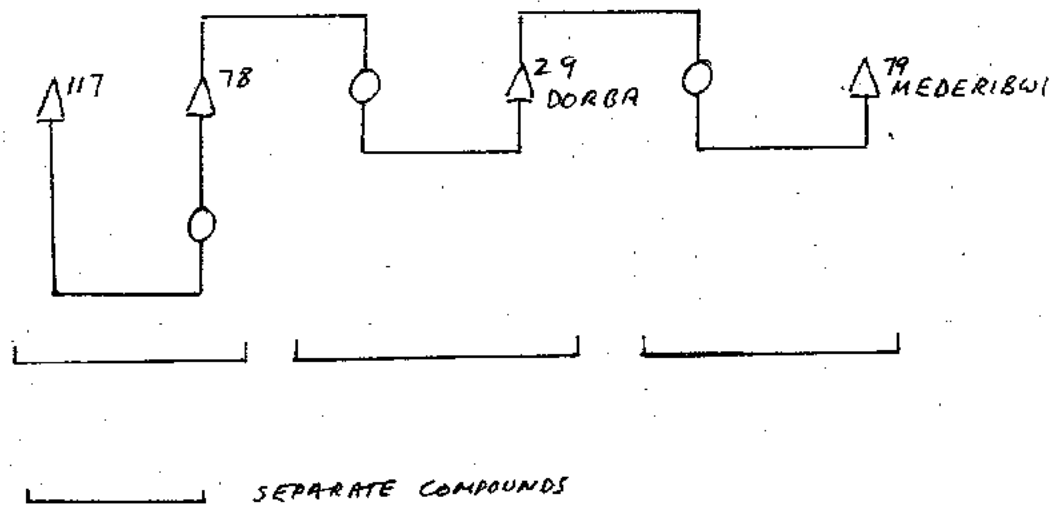 117
78
29
DORBA
79
MEDERIBWI
SEPARATE COMPOUNDS